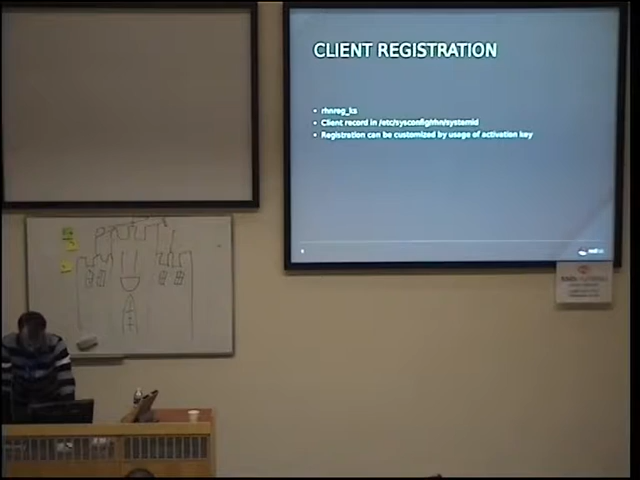 CLIENT REGISTRATION
• rhnreg_ks
• Client record in /etc/sysconfig/rhn/systemid
• Registration can be customized by usage of activation key